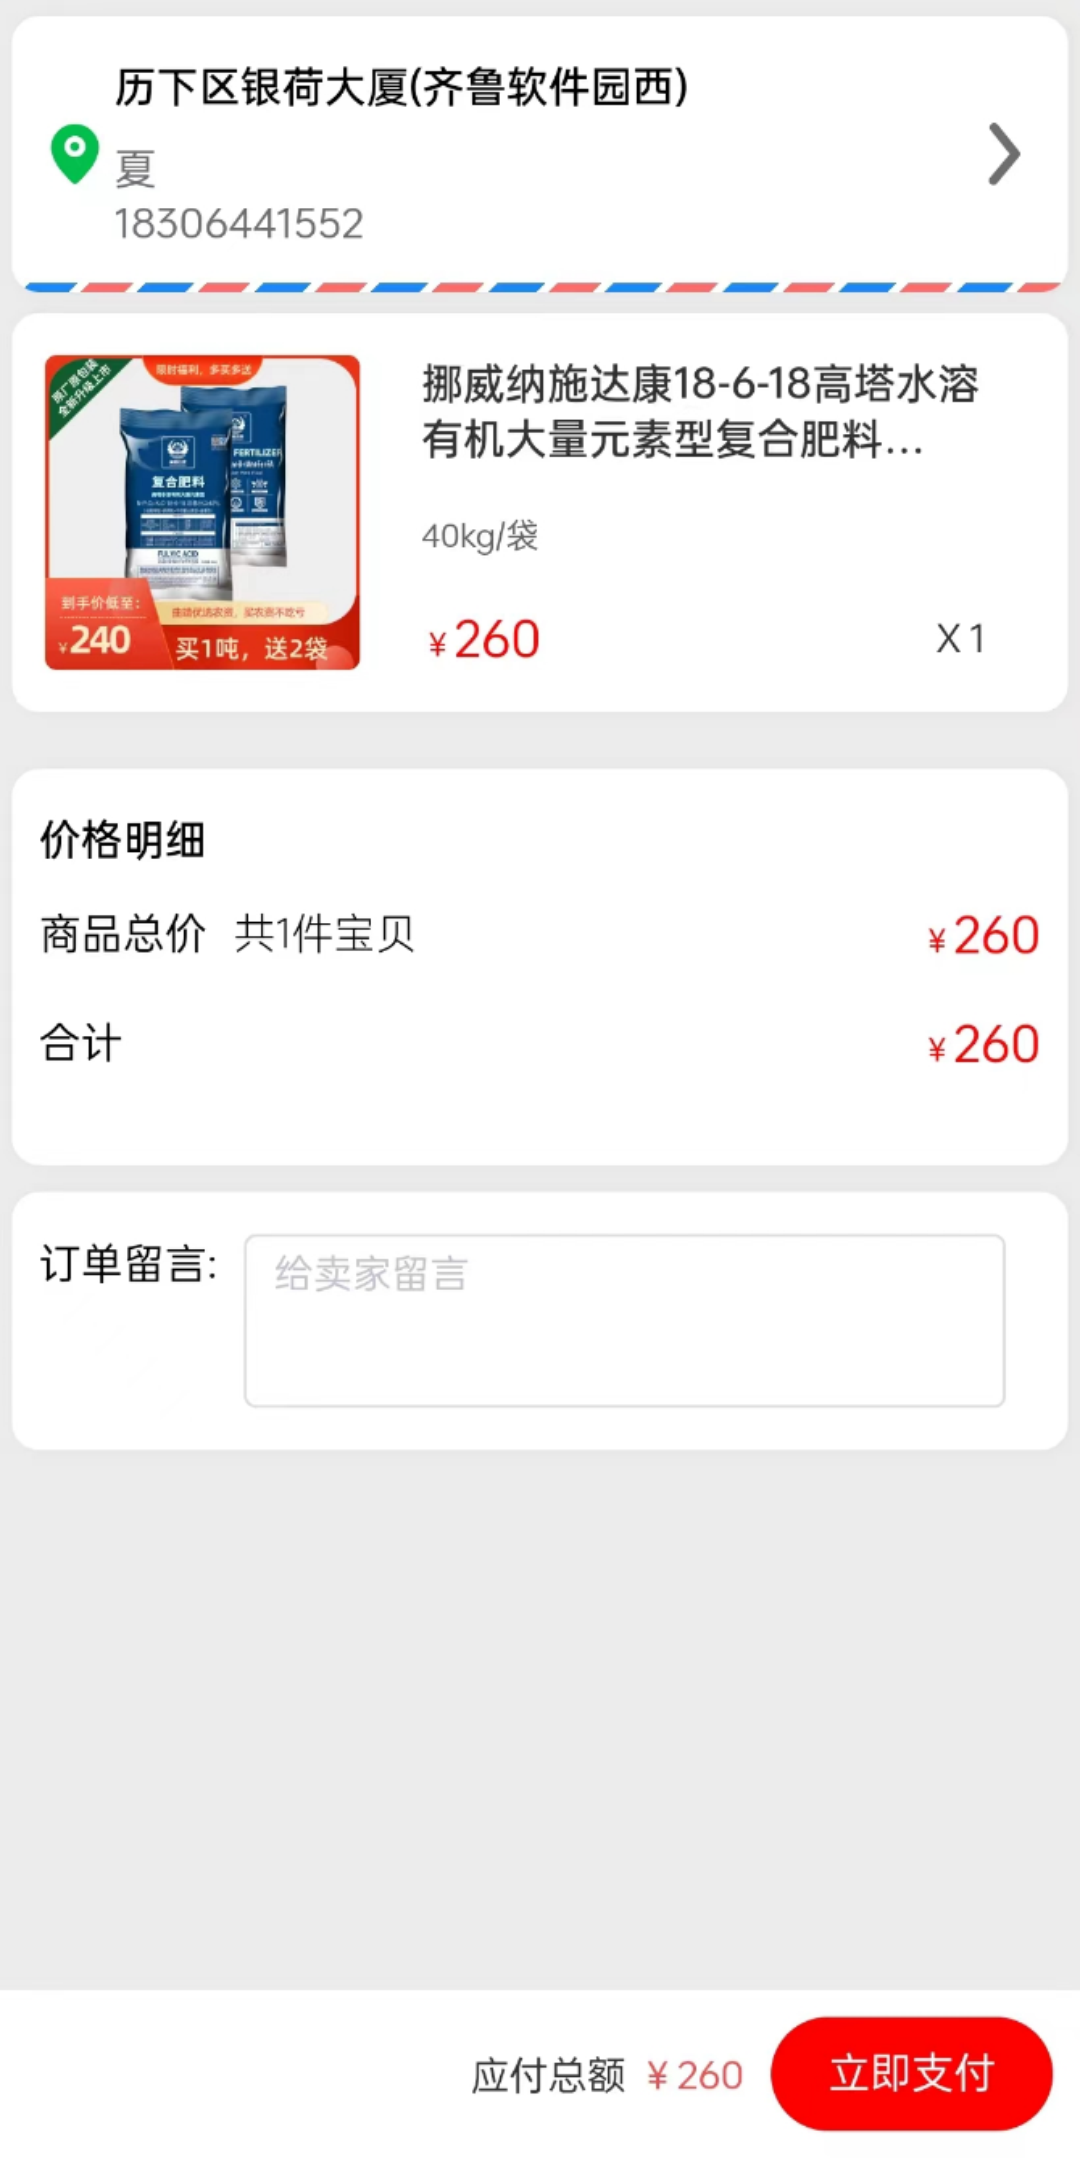 历下区银荷大厦(齐鲁软件园西)
夏
18306441552
原厂原包装
全新升级上市
限时福利，多买多送
复合肥料
FULVIC ACID
FERTILIZER
到手价低至：
¥240
买1吨，送2袋
挪威纳施达康18-6-18高塔水溶
有机大量元素型复合肥料...
40kg/袋
¥260
X1
价格明细
商品总价 共1件宝贝 ¥260
合计 ¥260
订单留言:
给卖家留言
应付总额 ¥260 立即支付